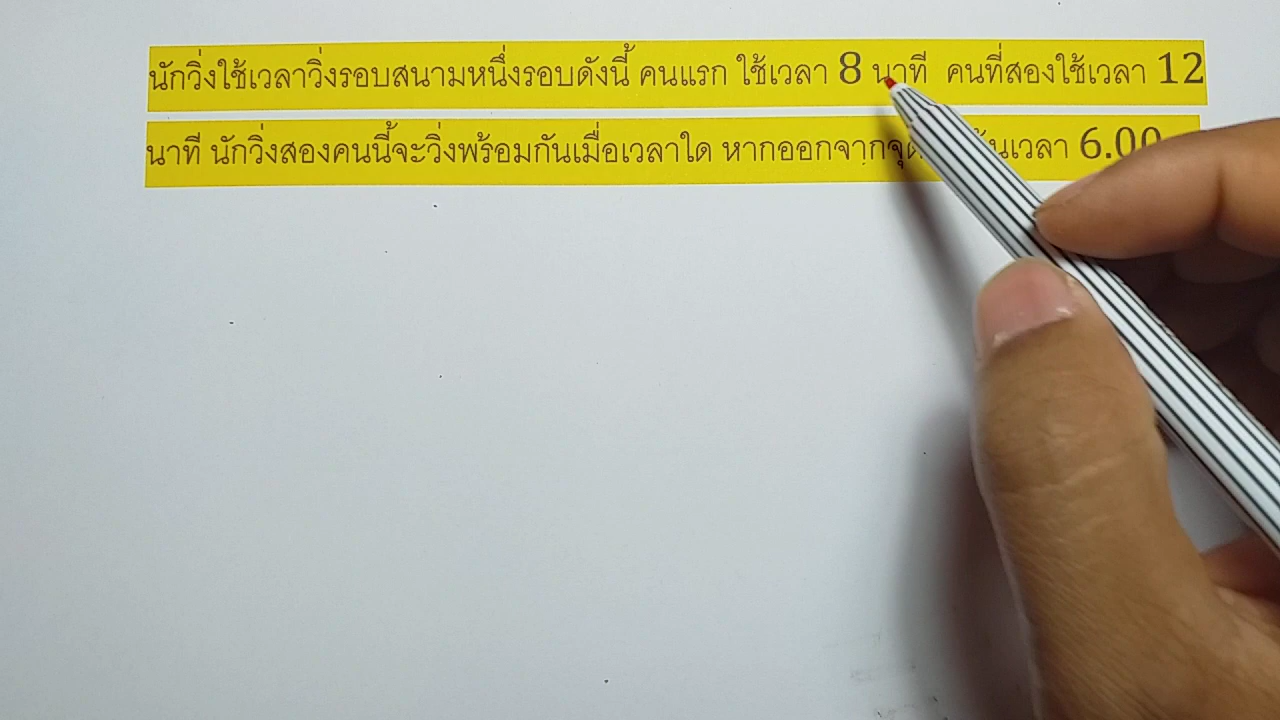 นักวิ่งใช้เวลาวิ่งรอบสนามหนึ่งรอบดังนี้ คนแรก ใช้เวลา 8 นาที คนที่สองใช้เวลา 12
นาที นักวิ่งสองคนนี้จะวิ่งพร้อมกันเมื่อเวลาใด หากออกจาก เวลา 6.00